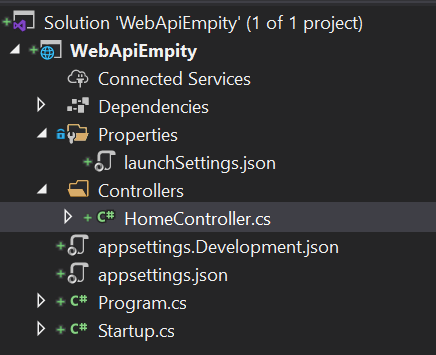 Solution 'WebApiEmpity' (1 of 1 project)
WebApiEmpity
Connected Services
Dependencies
Properties
launchSettings.json
Controllers
C# HomeController.cs
appsettings.Development.json
appsettings.json
C# Program.cs
C# Startup.cs